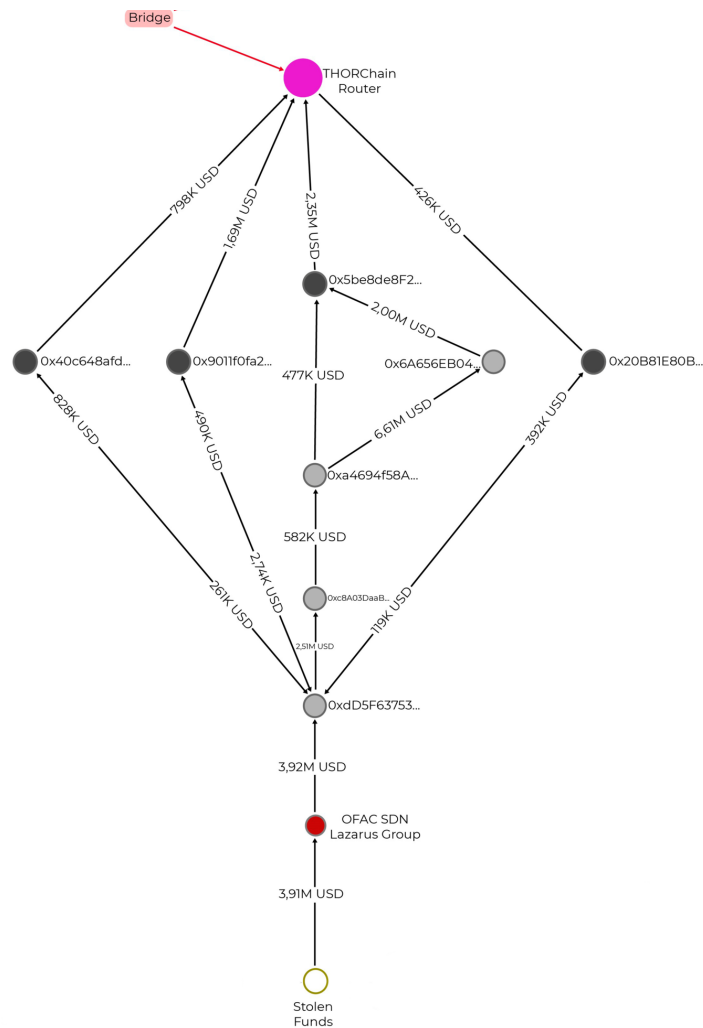 Bridge
THORChain
Router
798K USD
1,69M USD
2,35M USD
426K USD
0x5be8de8F2...
2,00M USD
0x40c648afd...
0x9011f0fa2...
0x6A656EB04...
0x20B81E80B...
477K USD
828K USD
490K USD
6,61M USD
392K USD
0xa4694f58A...
582K USD
2,74K USD
261K USD
0xc8A03DaaB...
119K USD
2,51M USD
0xdD5F63753...
3,92M USD
OFAC SDN
Lazarus Group
3,91M USD
Stolen
Funds